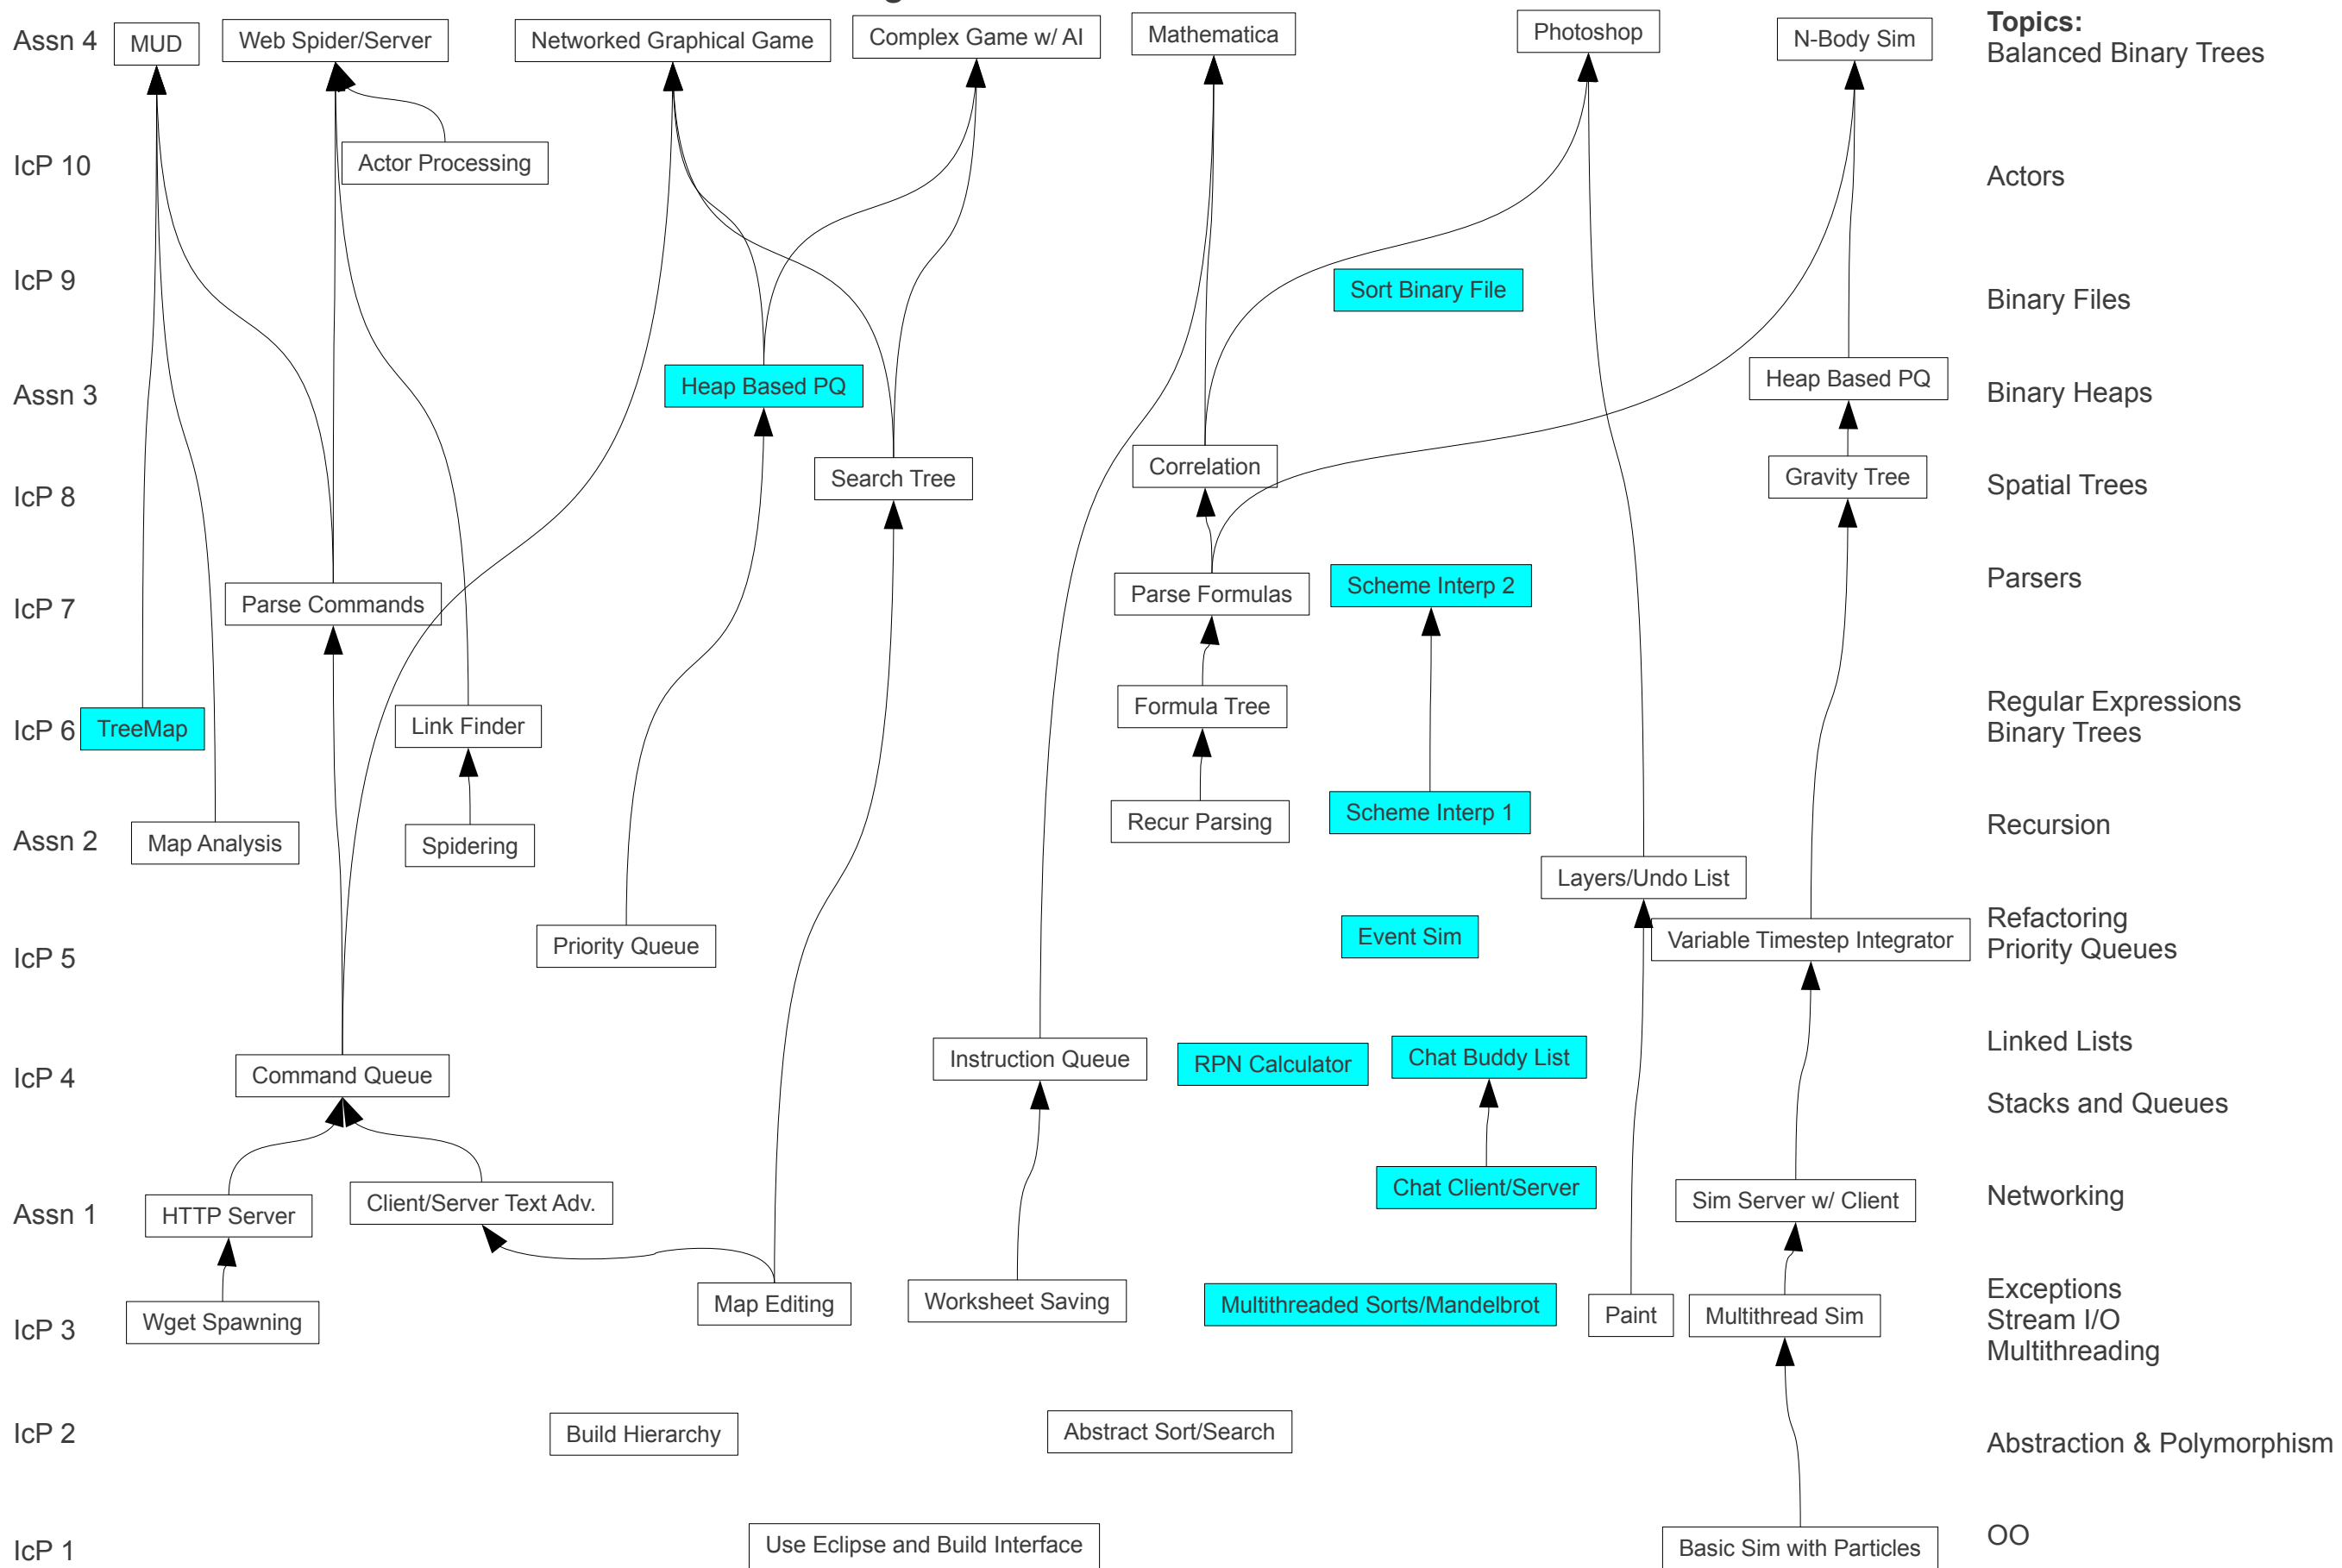 Assn 4
MUD
Web Spider/Server
Networked Graphical Game
Complex Game w/ AI
Mathematica
Photoshop
N-Body Sim
Topics:
Balanced Binary Trees
IcP 10
Actor Processing
Actors
IcP 9
Sort Binary File
Binary Files
Assn 3
Heap Based PQ
Heap Based PQ
Binary Heaps
IcP 8
Search Tree
Correlation
Gravity Tree
Spatial Trees
IcP 7
Parse Commands
Parse Formulas
Scheme Interp 2
Parsers
IcP 6
TreeMap
Link Finder
Formula Tree
Regular Expressions
Binary Trees
Assn 2
Map Analysis
Spidering
Recur Parsing
Scheme Interp 1
Recursion
Layers/Undo List
IcP 5
Priority Queue
Event Sim
Variable Timestep Integrator
Refactoring
Priority Queues
IcP 4
Command Queue
Instruction Queue
RPN Calculator
Chat Buddy List
Linked Lists
Stacks and Queues
Assn 1
HTTP Server
Client/Server Text Adv.
Chat Client/Server
Sim Server w/ Client
Networking
IcP 3
Wget Spawning
Map Editing
Worksheet Saving
Multithreaded Sorts/Mandelbrot
Paint
Multithread Sim
Exceptions
Stream I/O
Multithreading
IcP 2
Build Hierarchy
Abstract Sort/Search
Abstraction & Polymorphism
IcP 1
Use Eclipse and Build Interface
Basic Sim with Particles
OO